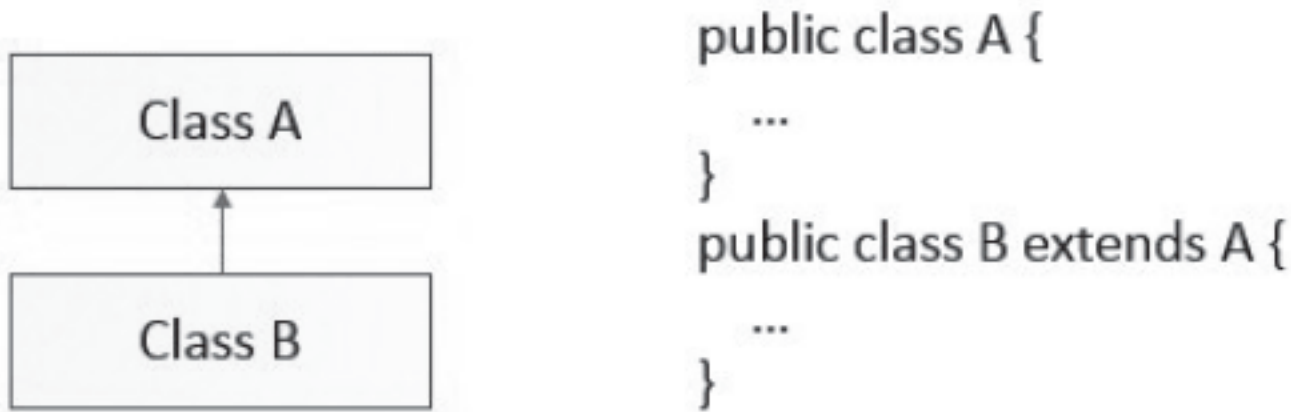 Class A
Class B
public class A {
...
}
public class B extends A {
...
}